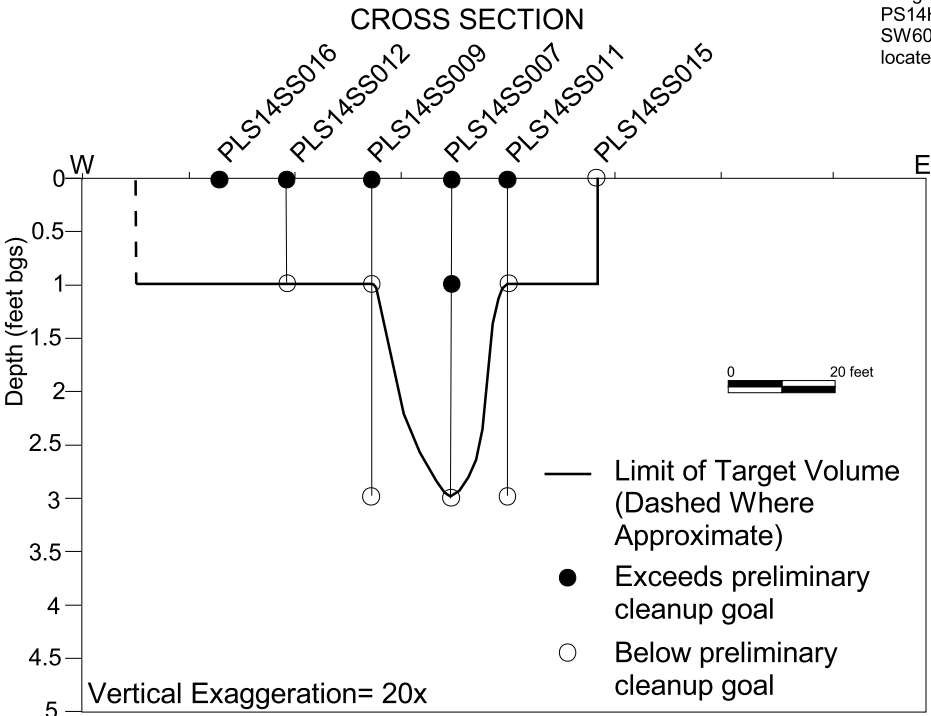 CROSS SECTION
PS14H
SW60
locate
PLS14SS016
PLS14SS012
PLS14SS009
PLS14SS007
PLS14SS011
PLS14SS015
W
E
Depth (feet bgs)
0
0.5
1
1.5
2
2.5
3
3.5
4
4.5
5
0 20 feet
Limit of Target Volume
(Dashed Where
Approximate)
Exceeds preliminary
cleanup goal
Below preliminary
cleanup goal
Vertical Exaggeration= 20x